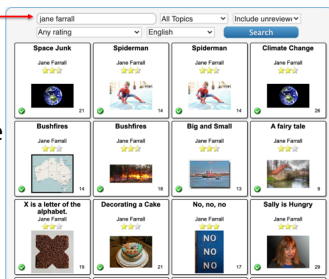 jane farrall
All Topics
Include unreview
Any rating
English
Search
Space Junk
Spiderman
Spiderman
Climate Change
Jane Farrall
Jane Farrall
Jane Farrall
Jane Farrall
21
14
14
26
Bushfires
Bushfires
Big and Small
A fairy tale
Jane Farrall
Jane Farrall
Jane Farrall
Jane Farrall
14
18
13
9
X is a letter of the
alphabet.
Decorating a Cake
No, no, no
Sally is Hungry
Jane Farrall
Jane Farrall
Jane Farrall
Jane Farrall
NO
NO
NO
19
21
17
29
e